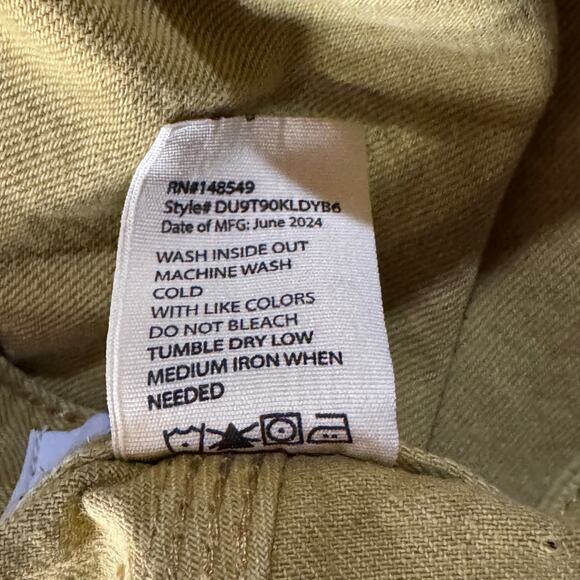 RN#148549
Style# DU9T90KLDYB6
Date of MFG: June 2024
WASH INSIDE OUT
MACHINE WASH
COLD
WITH LIKE COLORS
DO NOT BLEACH
TUMBLE DRY LOW
MEDIUM IRON WHEN
NEEDED